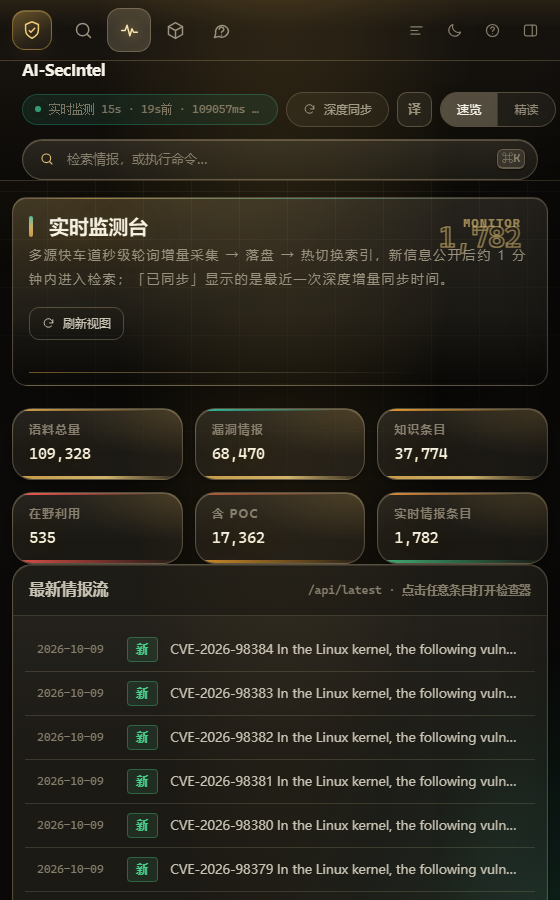 AI-SecIntel
实时监测 15s · 19s前 · 109057ms …
深度同步
译
速览
精读
检索情报，或执行命令…
⌘K
实时监测台
MONITOR
1,782
多源快车道秒级轮询增量采集 → 落盘 → 热切换索引，新信息公开后约 1 分
钟内进入检索；「已同步」显示的是最近一次深度增量同步时间。
刷新视图
语料总量
109,328
漏洞情报
68,470
知识条目
37,774
在野利用
535
含 POC
17,362
实时情报条目
1,782
最新情报流
/api/latest · 点击任意条目打开检查器
2026-10-09 新 CVE-2026-98384 In the Linux kernel, the following vuln...
2026-10-09 新 CVE-2026-98383 In the Linux kernel, the following vuln...
2026-10-09 新 CVE-2026-98382 In the Linux kernel, the following vuln...
2026-10-09 新 CVE-2026-98381 In the Linux kernel, the following vuln...
2026-10-09 新 CVE-2026-98380 In the Linux kernel, the following vuln...
2026-10-09 新 CVE-2026-98379 In the Linux kernel, the following vuln...